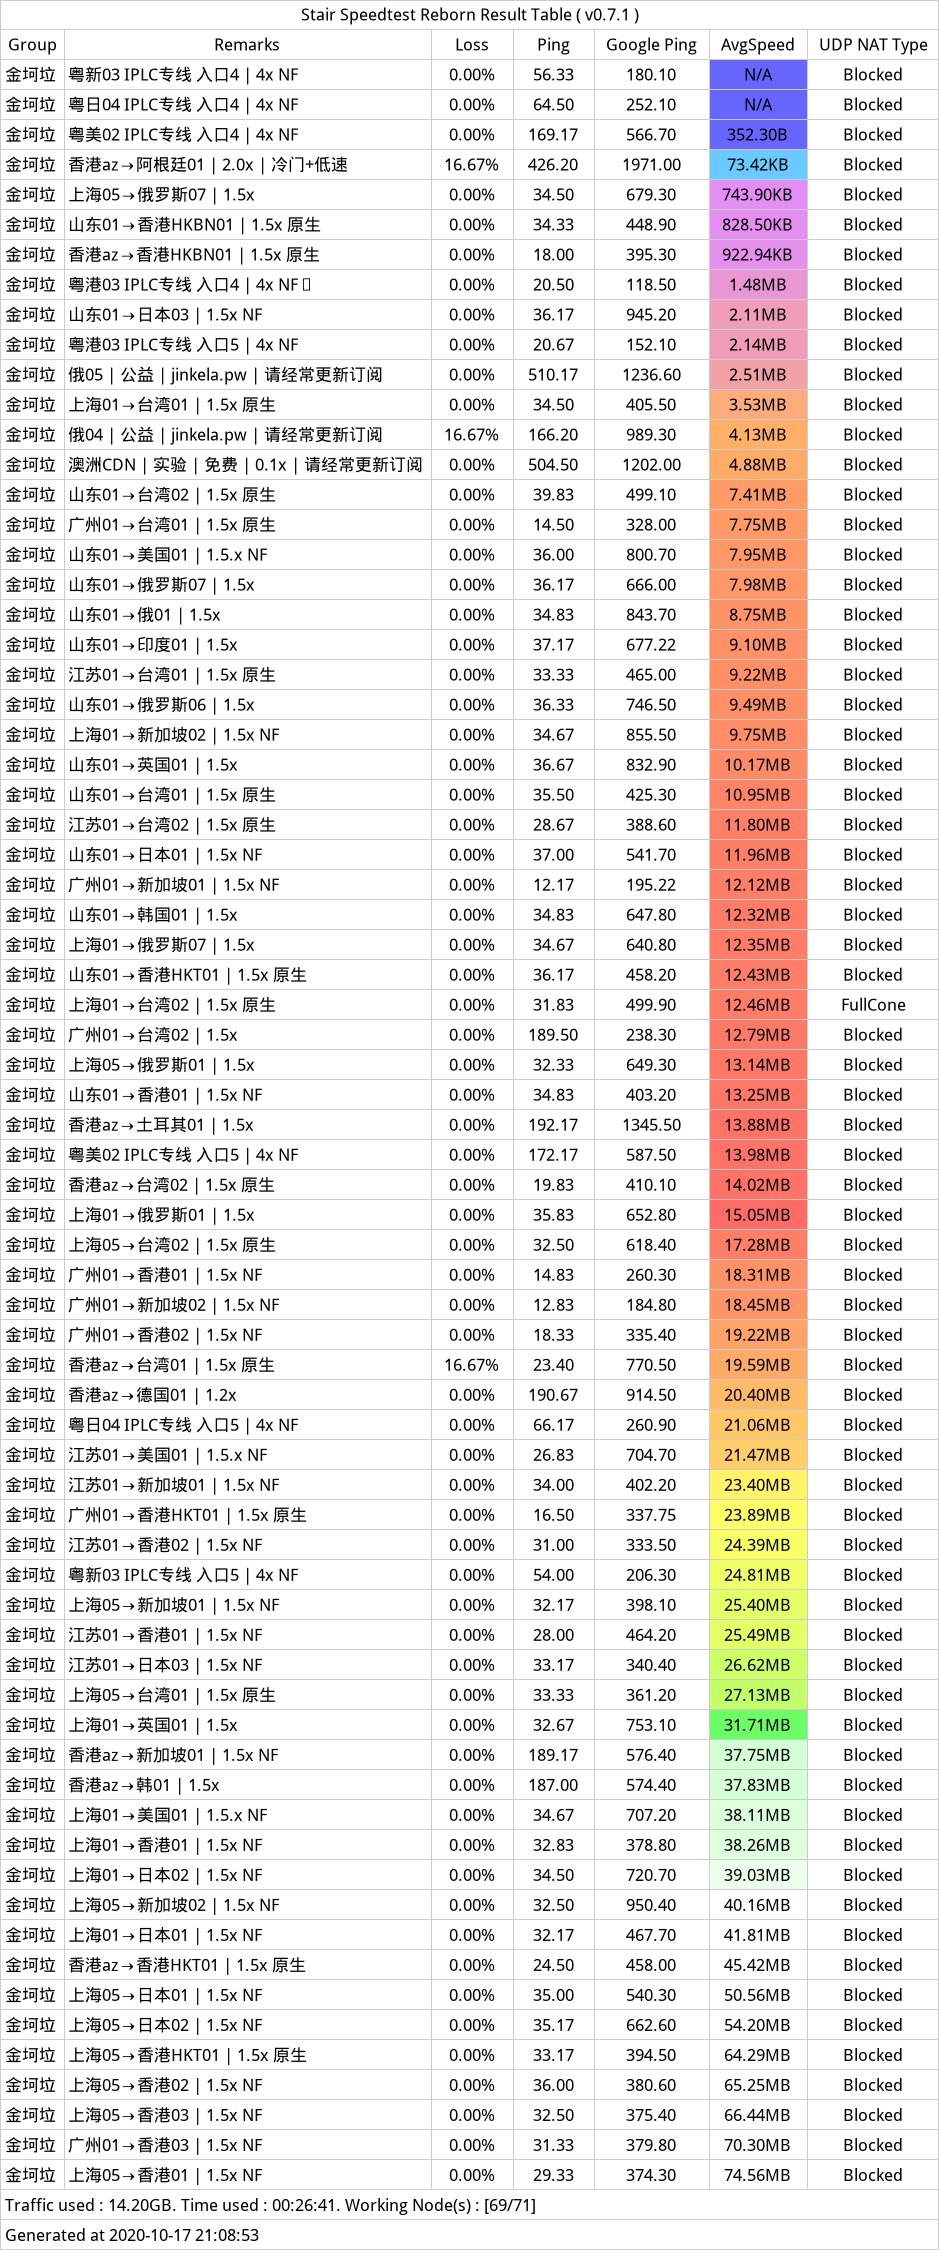 Stair Speedtest Reborn Result Table ( v0.7.1 )
Group Remarks Loss Ping Google Ping AvgSpeed UDP NAT Type
金坷垃 粤新03 IPLC专线 入口4 | 4x NF 0.00% 56.33 180.10 N/A Blocked
金坷垃 粤日04 IPLC专线 入口4 | 4x NF 0.00% 64.50 252.10 N/A Blocked
金坷垃 粤美02 IPLC专线 入口4 | 4x NF 0.00% 169.17 566.70 352.30B Blocked
金坷垃 香港az→阿根廷01 | 2.0x | 冷门+低速 16.67% 426.20 1971.00 73.42KB Blocked
金坷垃 上海05→俄罗斯07 | 1.5x 0.00% 34.50 679.30 743.90KB Blocked
金坷垃 山东01→香港HKBN01 | 1.5x 原生 0.00% 34.33 448.90 828.50KB Blocked
金坷垃 香港az→香港HKBN01 | 1.5x 原生 0.00% 18.00 395.30 922.94KB Blocked
金坷垃 粤港03 IPLC专线 入口4 | 4x NF 0.00% 20.50 118.50 1.48MB Blocked
金坷垃 山东01→日本03 | 1.5x NF 0.00% 36.17 945.20 2.11MB Blocked
金坷垃 粤港03 IPLC专线 入口5 | 4x NF 0.00% 20.67 152.10 2.14MB Blocked
金坷垃 俄05 | 公益 | jinkela.pw | 请经常更新订阅 0.00% 510.17 1236.60 2.51MB Blocked
金坷垃 上海01→台湾01 | 1.5x 原生 0.00% 34.50 405.50 3.53MB Blocked
金坷垃 俄04 | 公益 | jinkela.pw | 请经常更新订阅 16.67% 166.20 989.30 4.13MB Blocked
金坷垃 澳洲CDN | 实验 | 免费 | 0.1x | 请经常更新订阅 0.00% 504.50 1202.00 4.88MB Blocked
金坷垃 山东01→台湾02 | 1.5x 原生 0.00% 39.83 499.10 7.41MB Blocked
金坷垃 广州01→台湾01 | 1.5x 原生 0.00% 14.50 328.00 7.75MB Blocked
金坷垃 山东01→美国01 | 1.5.x NF 0.00% 36.00 800.70 7.95MB Blocked
金坷垃 山东01→俄罗斯07 | 1.5x 0.00% 36.17 666.00 7.98MB Blocked
金坷垃 山东01→俄01 | 1.5x 0.00% 34.83 843.70 8.75MB Blocked
金坷垃 山东01→印度01 | 1.5x 0.00% 37.17 677.22 9.10MB Blocked
金坷垃 江苏01→台湾01 | 1.5x 原生 0.00% 33.33 465.00 9.22MB Blocked
金坷垃 山东01→俄罗斯06 | 1.5x 0.00% 36.33 746.50 9.49MB Blocked
金坷垃 上海01→新加坡02 | 1.5x NF 0.00% 34.67 855.50 9.75MB Blocked
金坷垃 山东01→英国01 | 1.5x 0.00% 36.67 832.90 10.17MB Blocked
金坷垃 山东01→台湾01 | 1.5x 原生 0.00% 35.50 425.30 10.95MB Blocked
金坷垃 江苏01→台湾02 | 1.5x 原生 0.00% 28.67 388.60 11.80MB Blocked
金坷垃 山东01→日本01 | 1.5x NF 0.00% 37.00 541.70 11.96MB Blocked
金坷垃 广州01→新加坡01 | 1.5x NF 0.00% 12.17 195.22 12.12MB Blocked
金坷垃 山东01→韩国01 | 1.5x 0.00% 34.83 647.80 12.32MB Blocked
金坷垃 上海01→俄罗斯07 | 1.5x 0.00% 34.67 640.80 12.35MB Blocked
金坷垃 山东01→香港HKT01 | 1.5x 原生 0.00% 36.17 458.20 12.43MB Blocked
金坷垃 上海01→台湾02 | 1.5x 原生 0.00% 31.83 499.90 12.46MB FullCone
金坷垃 广州01→台湾02 | 1.5x 0.00% 189.50 238.30 12.79MB Blocked
金坷垃 上海05→俄罗斯01 | 1.5x 0.00% 32.33 649.30 13.14MB Blocked
金坷垃 山东01→香港01 | 1.5x NF 0.00% 34.83 403.20 13.25MB Blocked
金坷垃 香港az→土耳其01 | 1.5x 0.00% 192.17 1345.50 13.88MB Blocked
金坷垃 粤美02 IPLC专线 入口5 | 4x NF 0.00% 172.17 587.50 13.98MB Blocked
金坷垃 香港az→台湾02 | 1.5x 原生 0.00% 19.83 410.10 14.02MB Blocked
金坷垃 上海01→俄罗斯01 | 1.5x 0.00% 35.83 652.80 15.05MB Blocked
金坷垃 上海05→台湾02 | 1.5x 原生 0.00% 32.50 618.40 17.28MB Blocked
金坷垃 广州01→香港01 | 1.5x NF 0.00% 14.83 260.30 18.31MB Blocked
金坷垃 广州01→新加坡02 | 1.5x NF 0.00% 12.83 184.80 18.45MB Blocked
金坷垃 广州01→香港02 | 1.5x NF 0.00% 18.33 335.40 19.22MB Blocked
金坷垃 香港az→台湾01 | 1.5x 原生 16.67% 23.40 770.50 19.59MB Blocked
金坷垃 香港az→德国01 | 1.2x 0.00% 190.67 914.50 20.40MB Blocked
金坷垃 粤日04 IPLC专线 入口5 | 4x NF 0.00% 66.17 260.90 21.06MB Blocked
金坷垃 江苏01→美国01 | 1.5.x NF 0.00% 26.83 704.70 21.47MB Blocked
金坷垃 江苏01→新加坡01 | 1.5x NF 0.00% 34.00 402.20 23.40MB Blocked
金坷垃 广州01→香港HKT01 | 1.5x 原生 0.00% 16.50 337.75 23.89MB Blocked
金坷垃 江苏01→香港02 | 1.5x NF 0.00% 31.00 333.50 24.39MB Blocked
金坷垃 粤新03 IPLC专线 入口5 | 4x NF 0.00% 54.00 206.30 24.81MB Blocked
金坷垃 上海05→新加坡01 | 1.5x NF 0.00% 32.17 398.10 25.40MB Blocked
金坷垃 江苏01→香港01 | 1.5x NF 0.00% 28.00 464.20 25.49MB Blocked
金坷垃 江苏01→日本03 | 1.5x NF 0.00% 33.17 340.40 26.62MB Blocked
金坷垃 上海05→台湾01 | 1.5x 原生 0.00% 33.33 361.20 27.13MB Blocked
金坷垃 上海01→英国01 | 1.5x 0.00% 32.67 753.10 31.71MB Blocked
金坷垃 香港az→新加坡01 | 1.5x NF 0.00% 189.17 576.40 37.75MB Blocked
金坷垃 香港az→韩01 | 1.5x 0.00% 187.00 574.40 37.83MB Blocked
金坷垃 上海01→美国01 | 1.5.x NF 0.00% 34.67 707.20 38.11MB Blocked
金坷垃 上海01→香港01 | 1.5x NF 0.00% 32.83 378.80 38.26MB Blocked
金坷垃 上海01→日本02 | 1.5x NF 0.00% 34.50 720.70 39.03MB Blocked
金坷垃 上海05→新加坡02 | 1.5x NF 0.00% 32.50 950.40 40.16MB Blocked
金坷垃 上海01→日本01 | 1.5x NF 0.00% 32.17 467.70 41.81MB Blocked
金坷垃 香港az→香港HKT01 | 1.5x 原生 0.00% 24.50 458.00 45.42MB Blocked
金坷垃 上海05→日本01 | 1.5x NF 0.00% 35.00 540.30 50.56MB Blocked
金坷垃 上海05→日本02 | 1.5x NF 0.00% 35.17 662.60 54.20MB Blocked
金坷垃 上海05→香港HKT01 | 1.5x 原生 0.00% 33.17 394.50 64.29MB Blocked
金坷垃 上海05→香港02 | 1.5x NF 0.00% 36.00 380.60 65.25MB Blocked
金坷垃 上海05→香港03 | 1.5x NF 0.00% 32.50 375.40 66.44MB Blocked
金坷垃 广州01→香港03 | 1.5x NF 0.00% 31.33 379.80 70.30MB Blocked
金坷垃 上海05→香港01 | 1.5x NF 0.00% 29.33 374.30 74.56MB Blocked
Traffic used : 14.20GB. Time used : 00:26:41. Working Node(s) : [69/71]
Generated at 2020-10-17 21:08:53